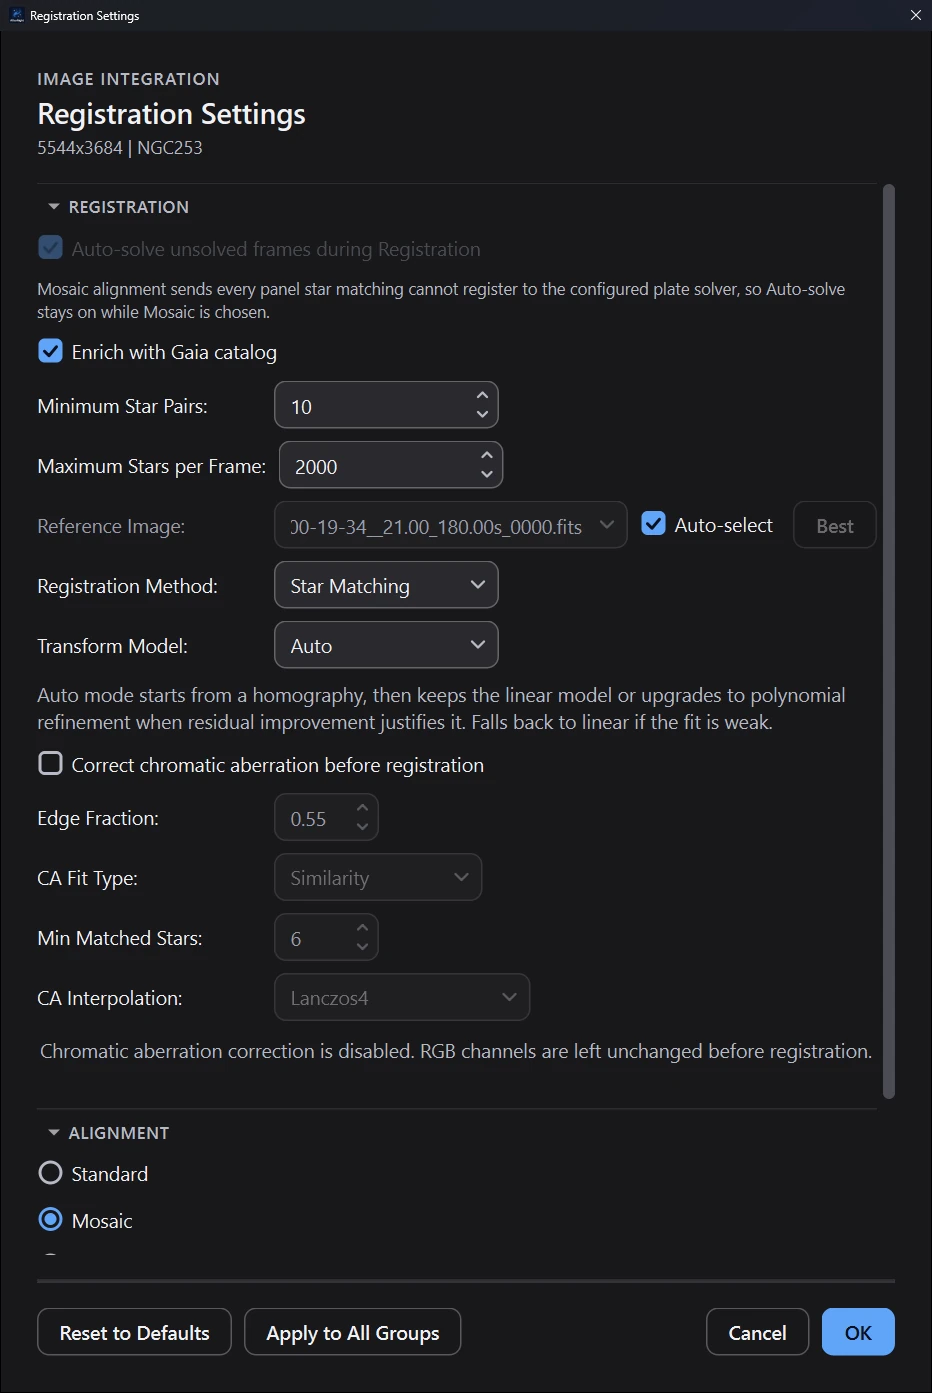 Registration Settings
IMAGE INTEGRATION
Registration Settings
5544x3684 | NGC253
REGISTRATION
Auto-solve unsolved frames during Registration
Mosaic alignment sends every panel star matching cannot register to the configured plate solver, so Auto-solve
stays on while Mosaic is chosen.
Enrich with Gaia catalog
Minimum Star Pairs: 10
Maximum Stars per Frame: 2000
Reference Image: 00-19-34__21.00_180.00s_0000.fits Auto-select Best
Registration Method: Star Matching
Transform Model: Auto
Auto mode starts from a homography, then keeps the linear model or upgrades to polynomial
refinement when residual improvement justifies it. Falls back to linear if the fit is weak.
Correct chromatic aberration before registration
Edge Fraction: 0.55
CA Fit Type: Similarity
Min Matched Stars: 6
CA Interpolation: Lanczos4
Chromatic aberration correction is disabled. RGB channels are left unchanged before registration.
ALIGNMENT
Standard
Mosaic
Reset to Defaults Apply to All Groups Cancel OK